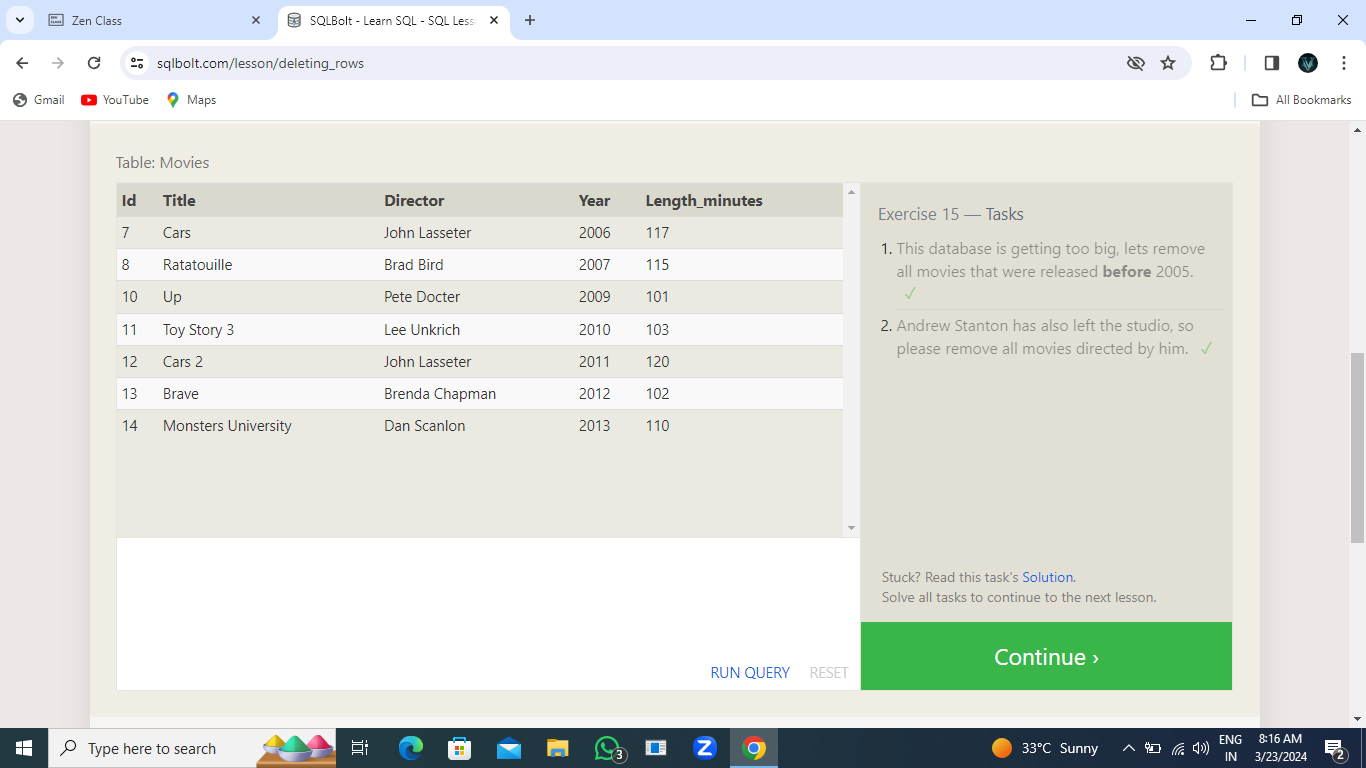 Zen Class
SQLBolt - Learn SQL - SQL Less
sqlbolt.com/lesson/deleting_rows
Gmail YouTube Maps All Bookmarks
Table: Movies
Id Title Director Year Length_minutes
7 Cars John Lasseter 2006 117
8 Ratatouille Brad Bird 2007 115
10 Up Pete Docter 2009 101
11 Toy Story 3 Lee Unkrich 2010 103
12 Cars 2 John Lasseter 2011 120
13 Brave Brenda Chapman 2012 102
14 Monsters University Dan Scanlon 2013 110
RUN QUERY RESET
Exercise 15 — Tasks
1. This database is getting too big, lets remove
all movies that were released before 2005.
✓
2. Andrew Stanton has also left the studio, so
please remove all movies directed by him. ✓
Stuck? Read this task's Solution.
Solve all tasks to continue to the next lesson.
Continue ›
Type here to search
3
33°C Sunny
ENG
IN
8:16 AM
3/23/2024
2